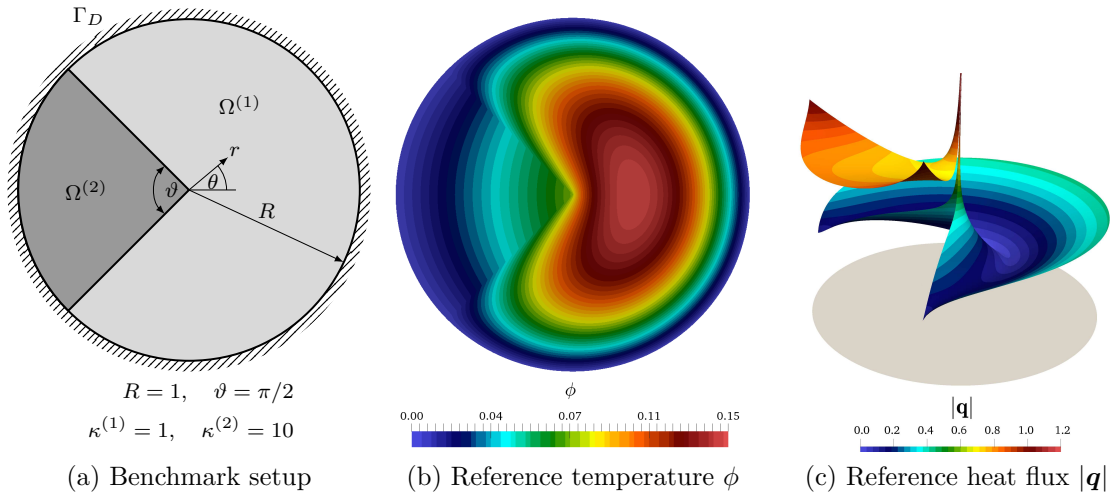 Γ_D
Ω^(1)
r
Ω^(2)
ϑ
θ
R
R = 1, ϑ = π/2
κ^(1) = 1, κ^(2) = 10
(a) Benchmark setup
ϕ
0.00 0.04 0.07 0.11 0.15
(b) Reference temperature ϕ
|q|
0.0 0.2 0.4 0.6 0.8 1.0 1.2
(c) Reference heat flux |q|